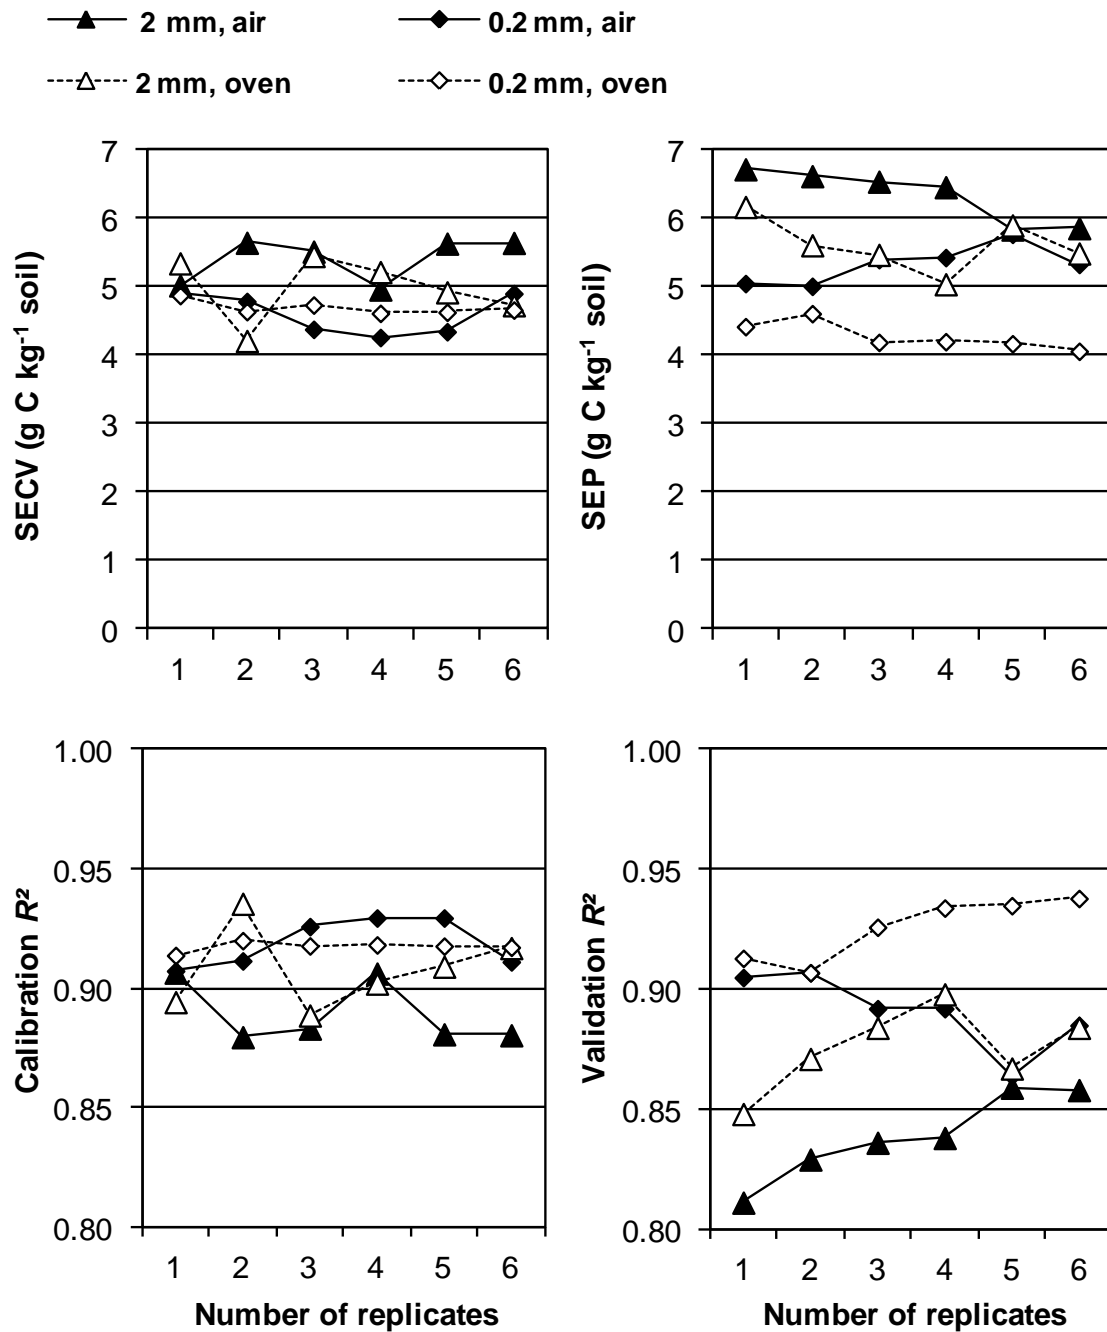 2 mm, air
0.2 mm, air
2 mm, oven
0.2 mm, oven
SECV (g C kg⁻¹ soil)
7
6
5
4
3
2
1
0
1 2 3 4 5 6
SEP (g C kg⁻¹ soil)
7
6
5
4
3
2
1
0
1 2 3 4 5 6
Calibration R²
1.00
0.95
0.90
0.85
0.80
1 2 3 4 5 6
Number of replicates
Validation R²
1.00
0.95
0.90
0.85
0.80
1 2 3 4 5 6
Number of replicates